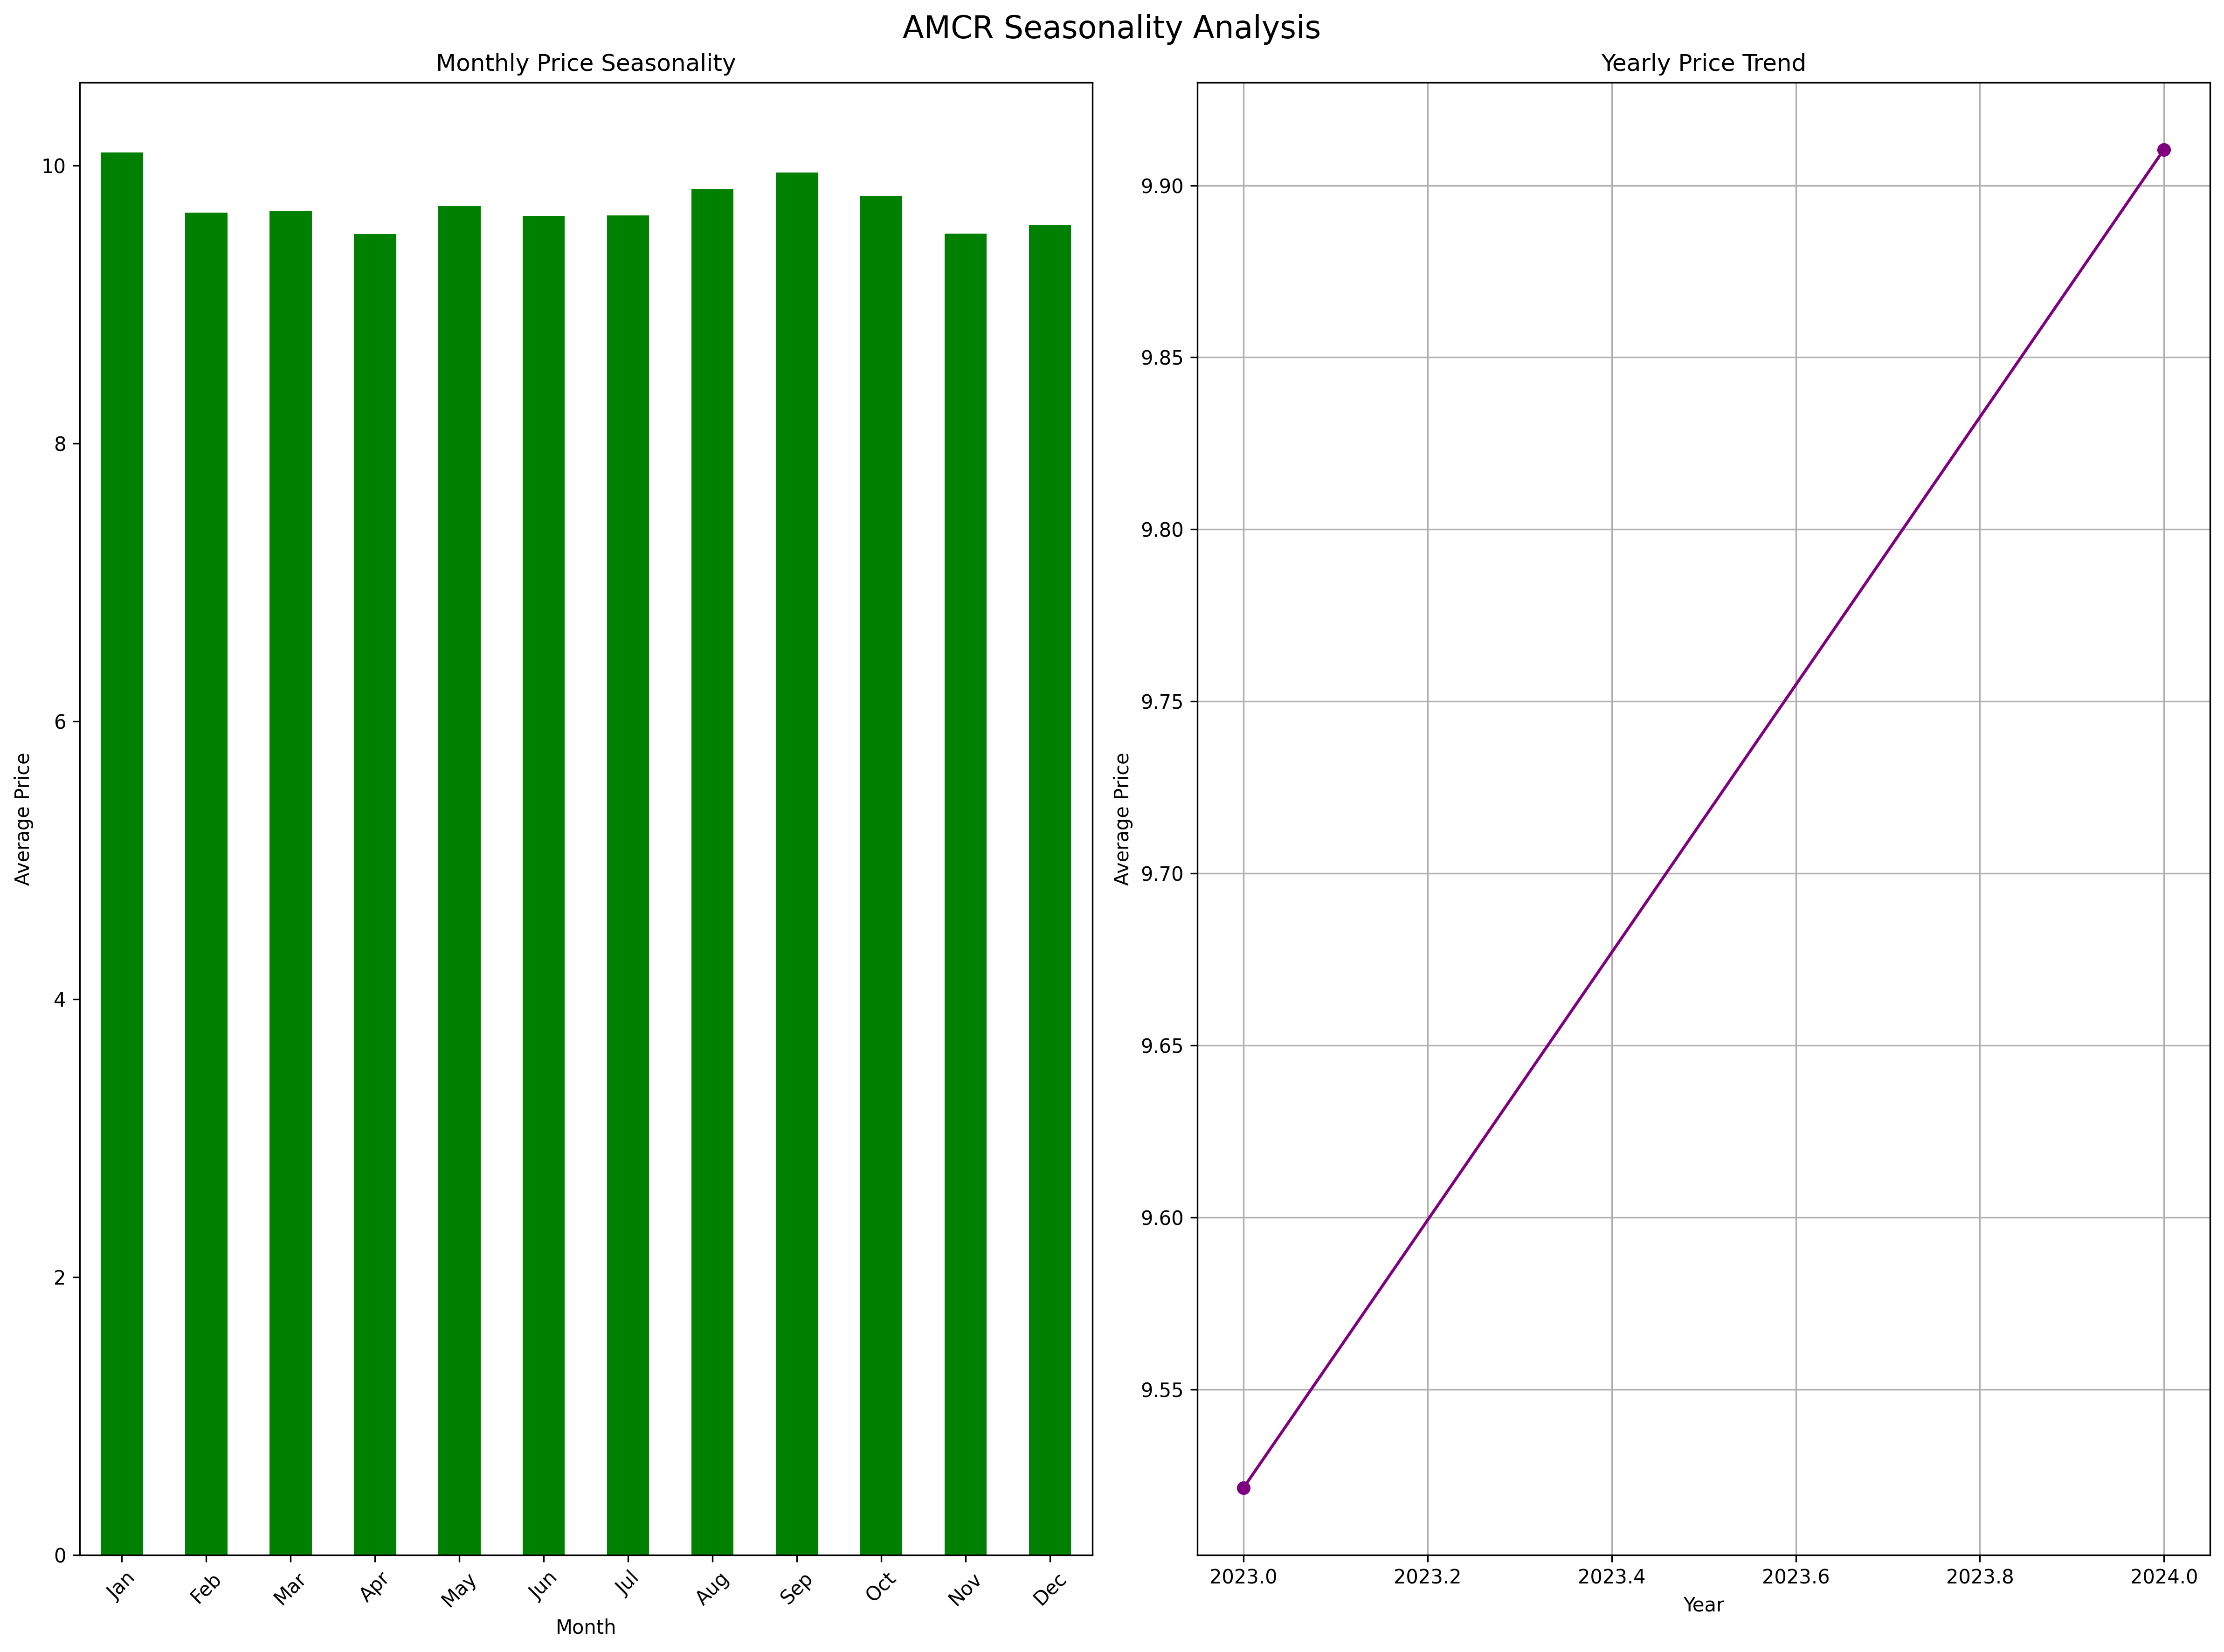 AMCR Seasonality Analysis
Monthly Price Seasonality
Average Price
10
8
6
4
2
0
Jan Feb Mar Apr May Jun Jul Aug Sep Oct Nov Dec
Month
Yearly Price Trend
Average Price
9.90
9.85
9.80
9.75
9.70
9.65
9.60
9.55
2023.0 2023.2 2023.4 2023.6 2023.8 2024.0
Year